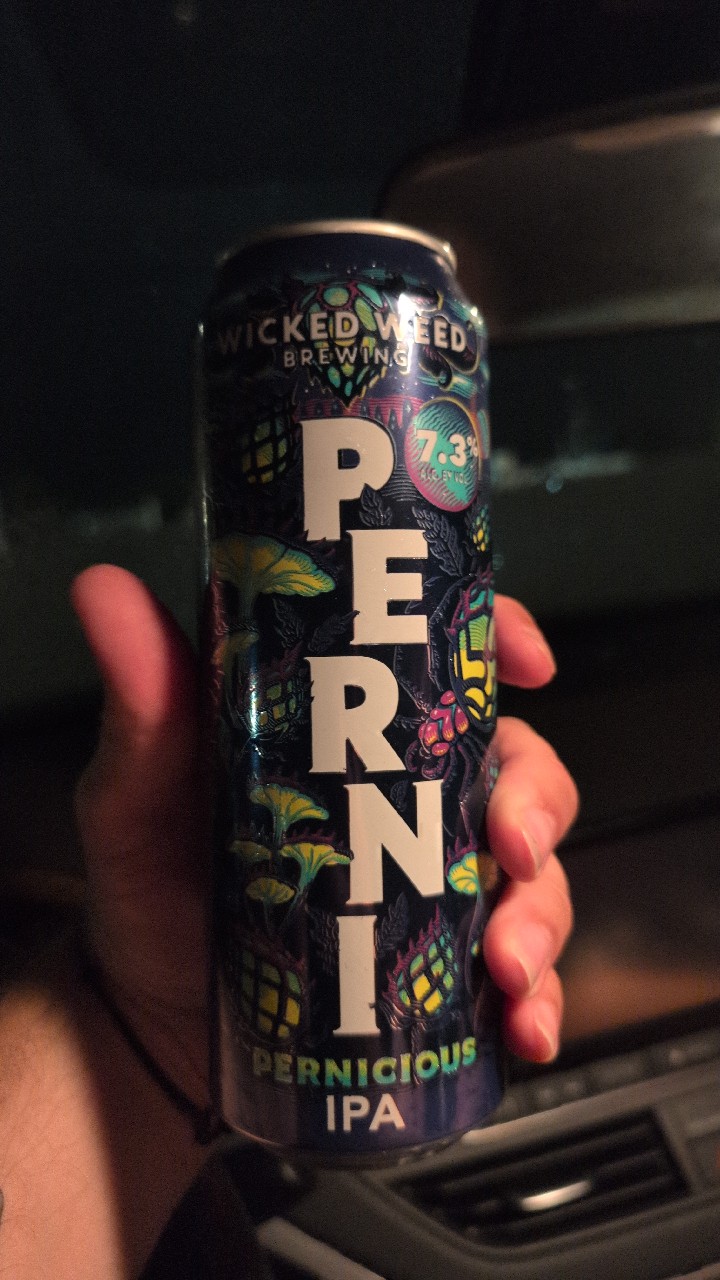 WICKED WEED
BREWING
7.3%
ALC. BY VOL.
PERNI
PERNICIOUS
IPA